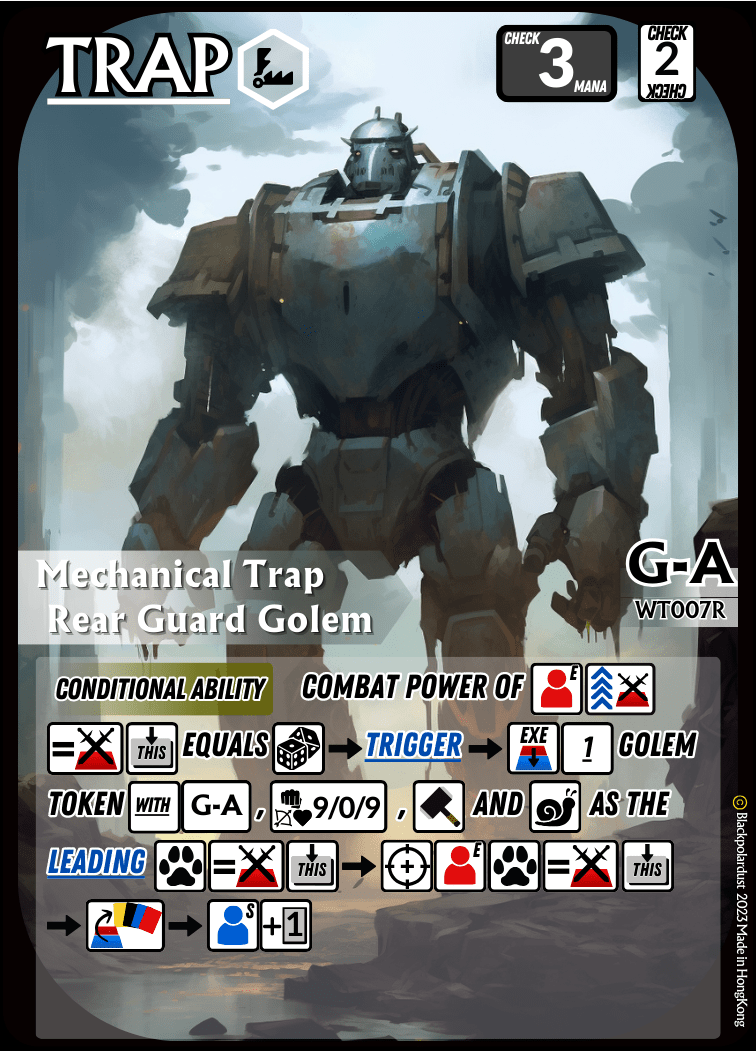 TRAP
CHECK 3 MANA
CHECK 2 CHECK
Mechanical Trap
Rear Guard Golem
G-A
WT007R
CONDITIONAL ABILITY COMBAT POWER OF E
= THIS EQUALS TRIGGER EXE 1 GOLEM
TOKEN WITH G-A , 9/0/9 , AND AS THE
LEADING = THIS E = THIS
S +1
© Blackpolardust 2023 Made in HongKong